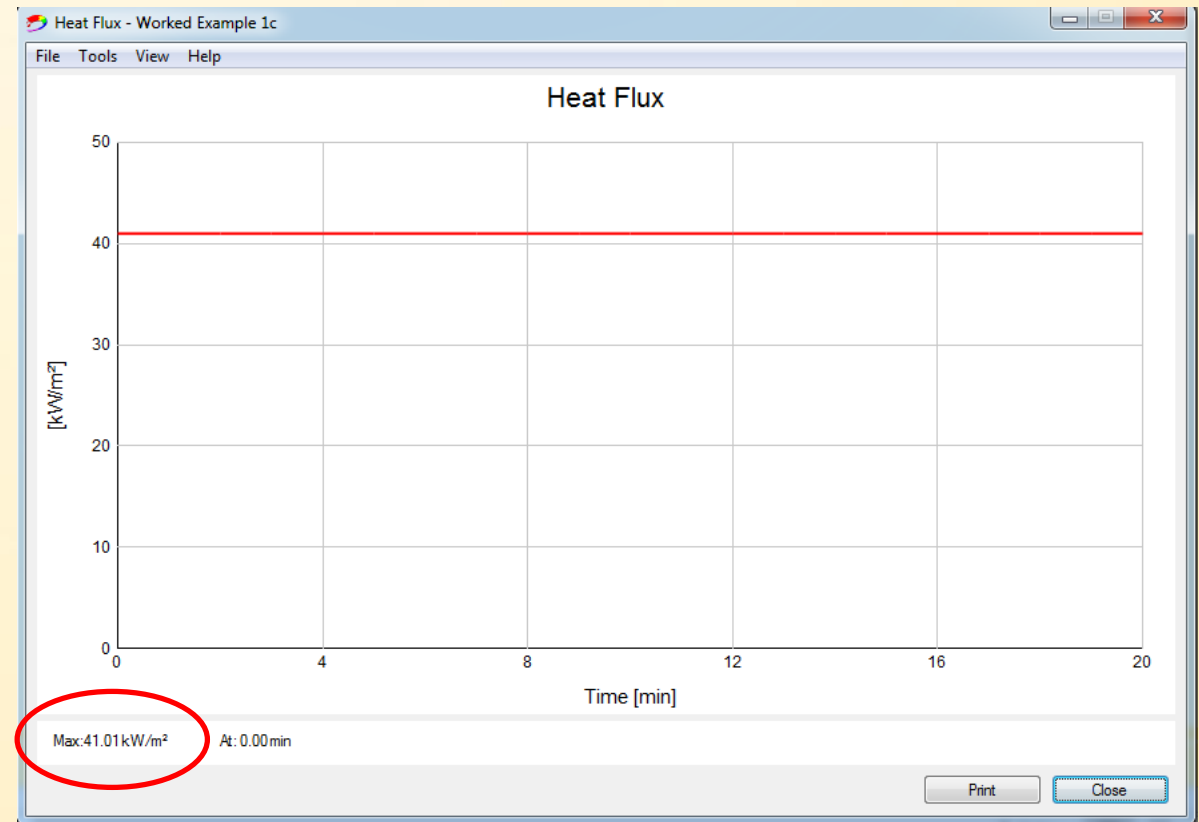 Heat Flux - Worked Example 1c
File Tools View Help
Heat Flux
50
40
30
20
10
0
[kW/m²]
0 4 8 12 16 20
Time [min]
Max:41.01kW/m² At: 0.00min
Print Close